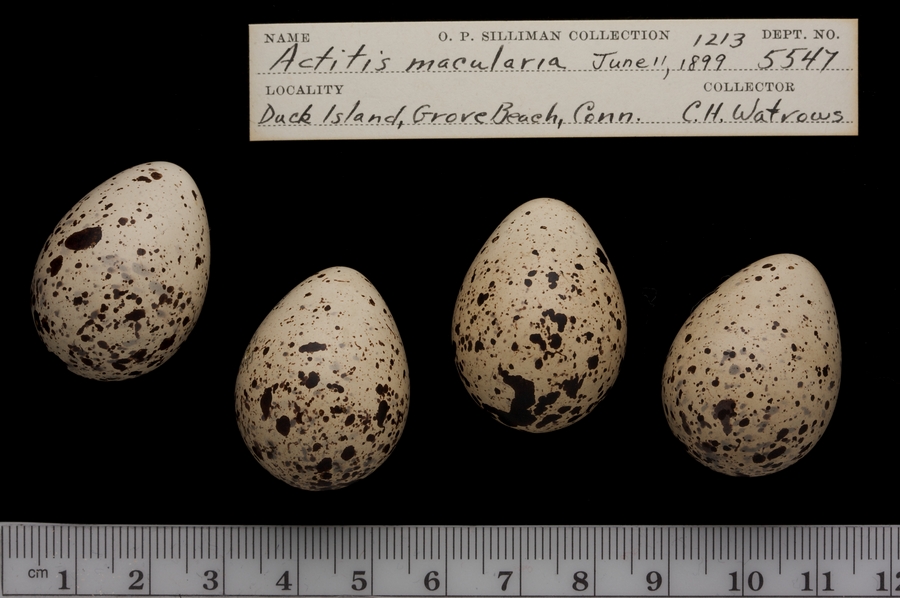 NAME O. P. SILLIMAN COLLECTION 1213 DEPT. NO.
Actitis macularia June 11, 1899 5547
LOCALITY COLLECTOR
Duck Island, Grove Beach, Conn. C.H. Watrows
cm 1 2 3 4 5 6 7 8 9 10 11 12